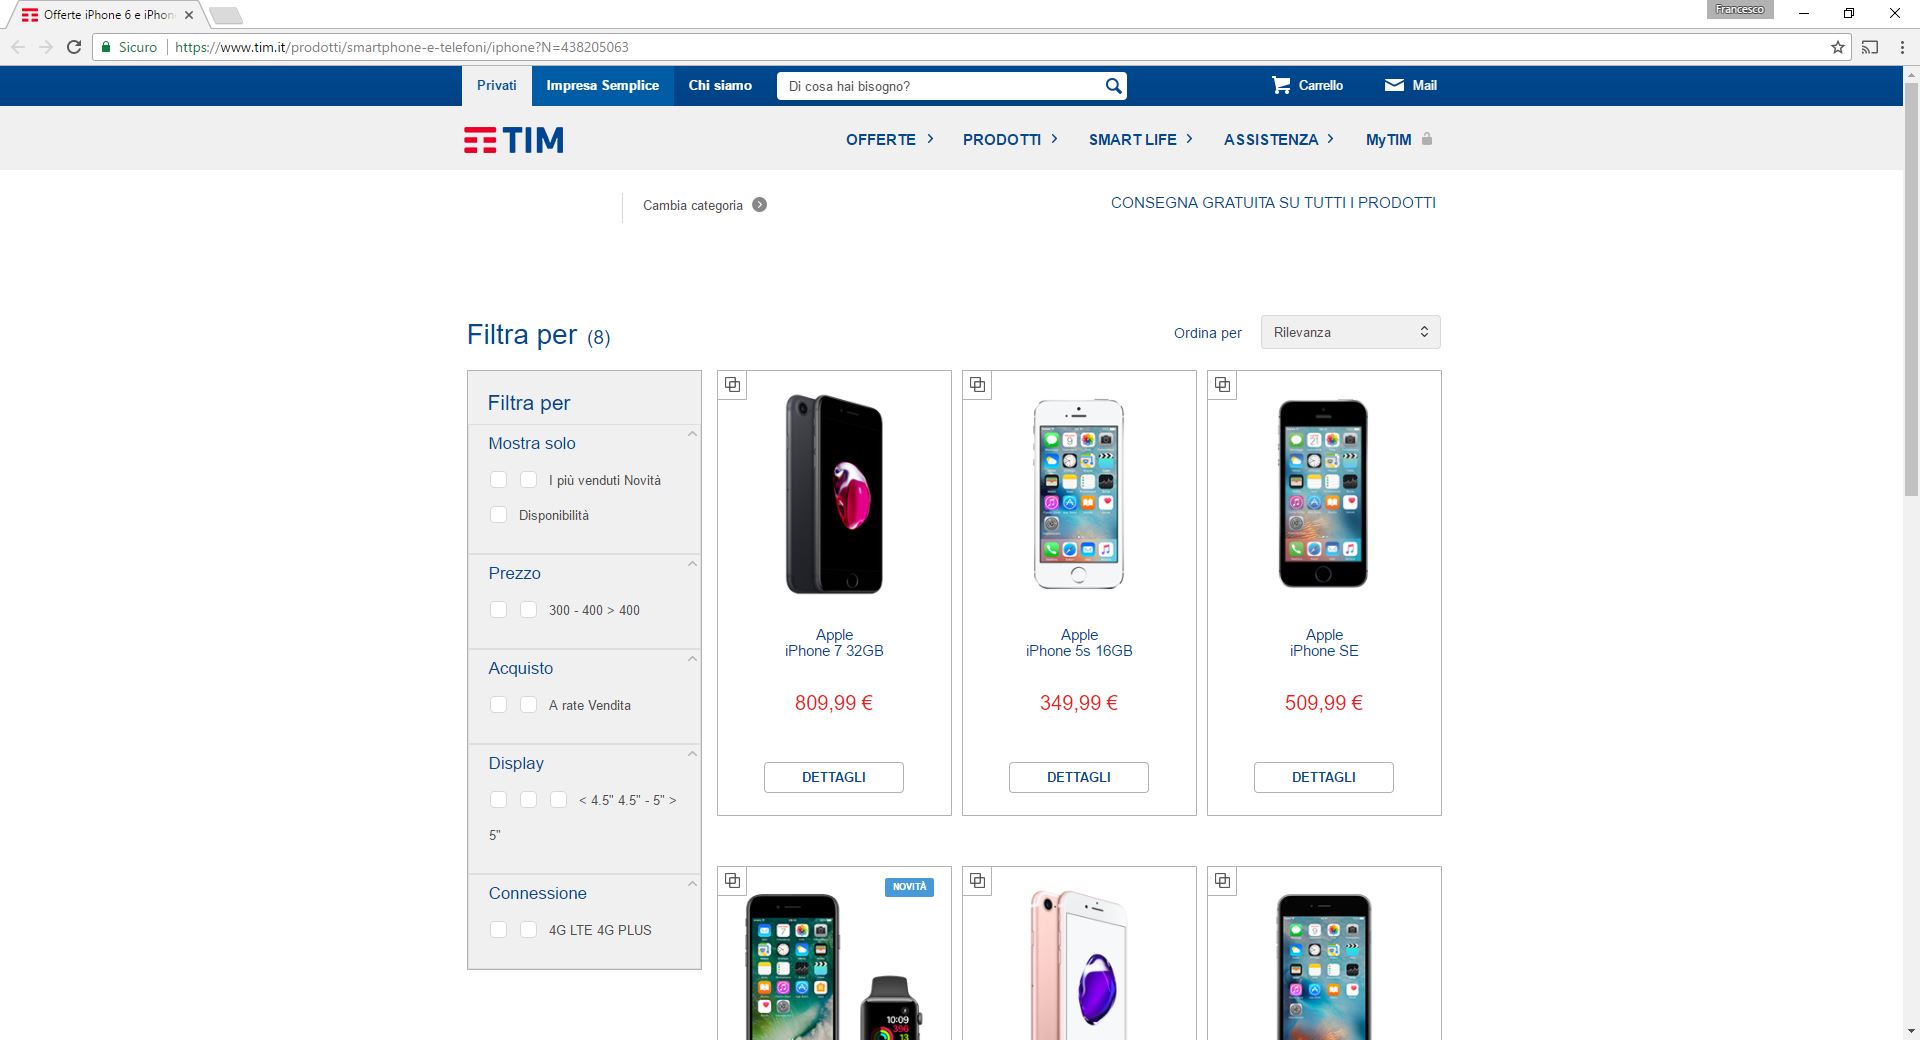 Offerte iPhone 6 e iPhon
Francesco
Sicuro https://www.tim.it/prodotti/smartphone-e-telefoni/iphone?N=438205063
Privati Impresa Semplice Chi siamo Di cosa hai bisogno? Carrello Mail
TIM OFFERTE PRODOTTI SMART LIFE ASSISTENZA MyTIM
Cambia categoria CONSEGNA GRATUITA SU TUTTI I PRODOTTI
Filtra per (8) Ordina per Rilevanza
Filtra per
Mostra solo
I più venduti Novità
Disponibilità
Prezzo
300 - 400 > 400
Acquisto
A rate Vendita
Display
< 4.5" 4.5" - 5" >
5"
Connessione
4G LTE 4G PLUS
Apple
iPhone 7 32GB
809,99 €
DETTAGLI
Apple
iPhone 5s 16GB
349,99 €
DETTAGLI
Apple
iPhone SE
509,99 €
DETTAGLI
NOVITÀ
10:09
396
13